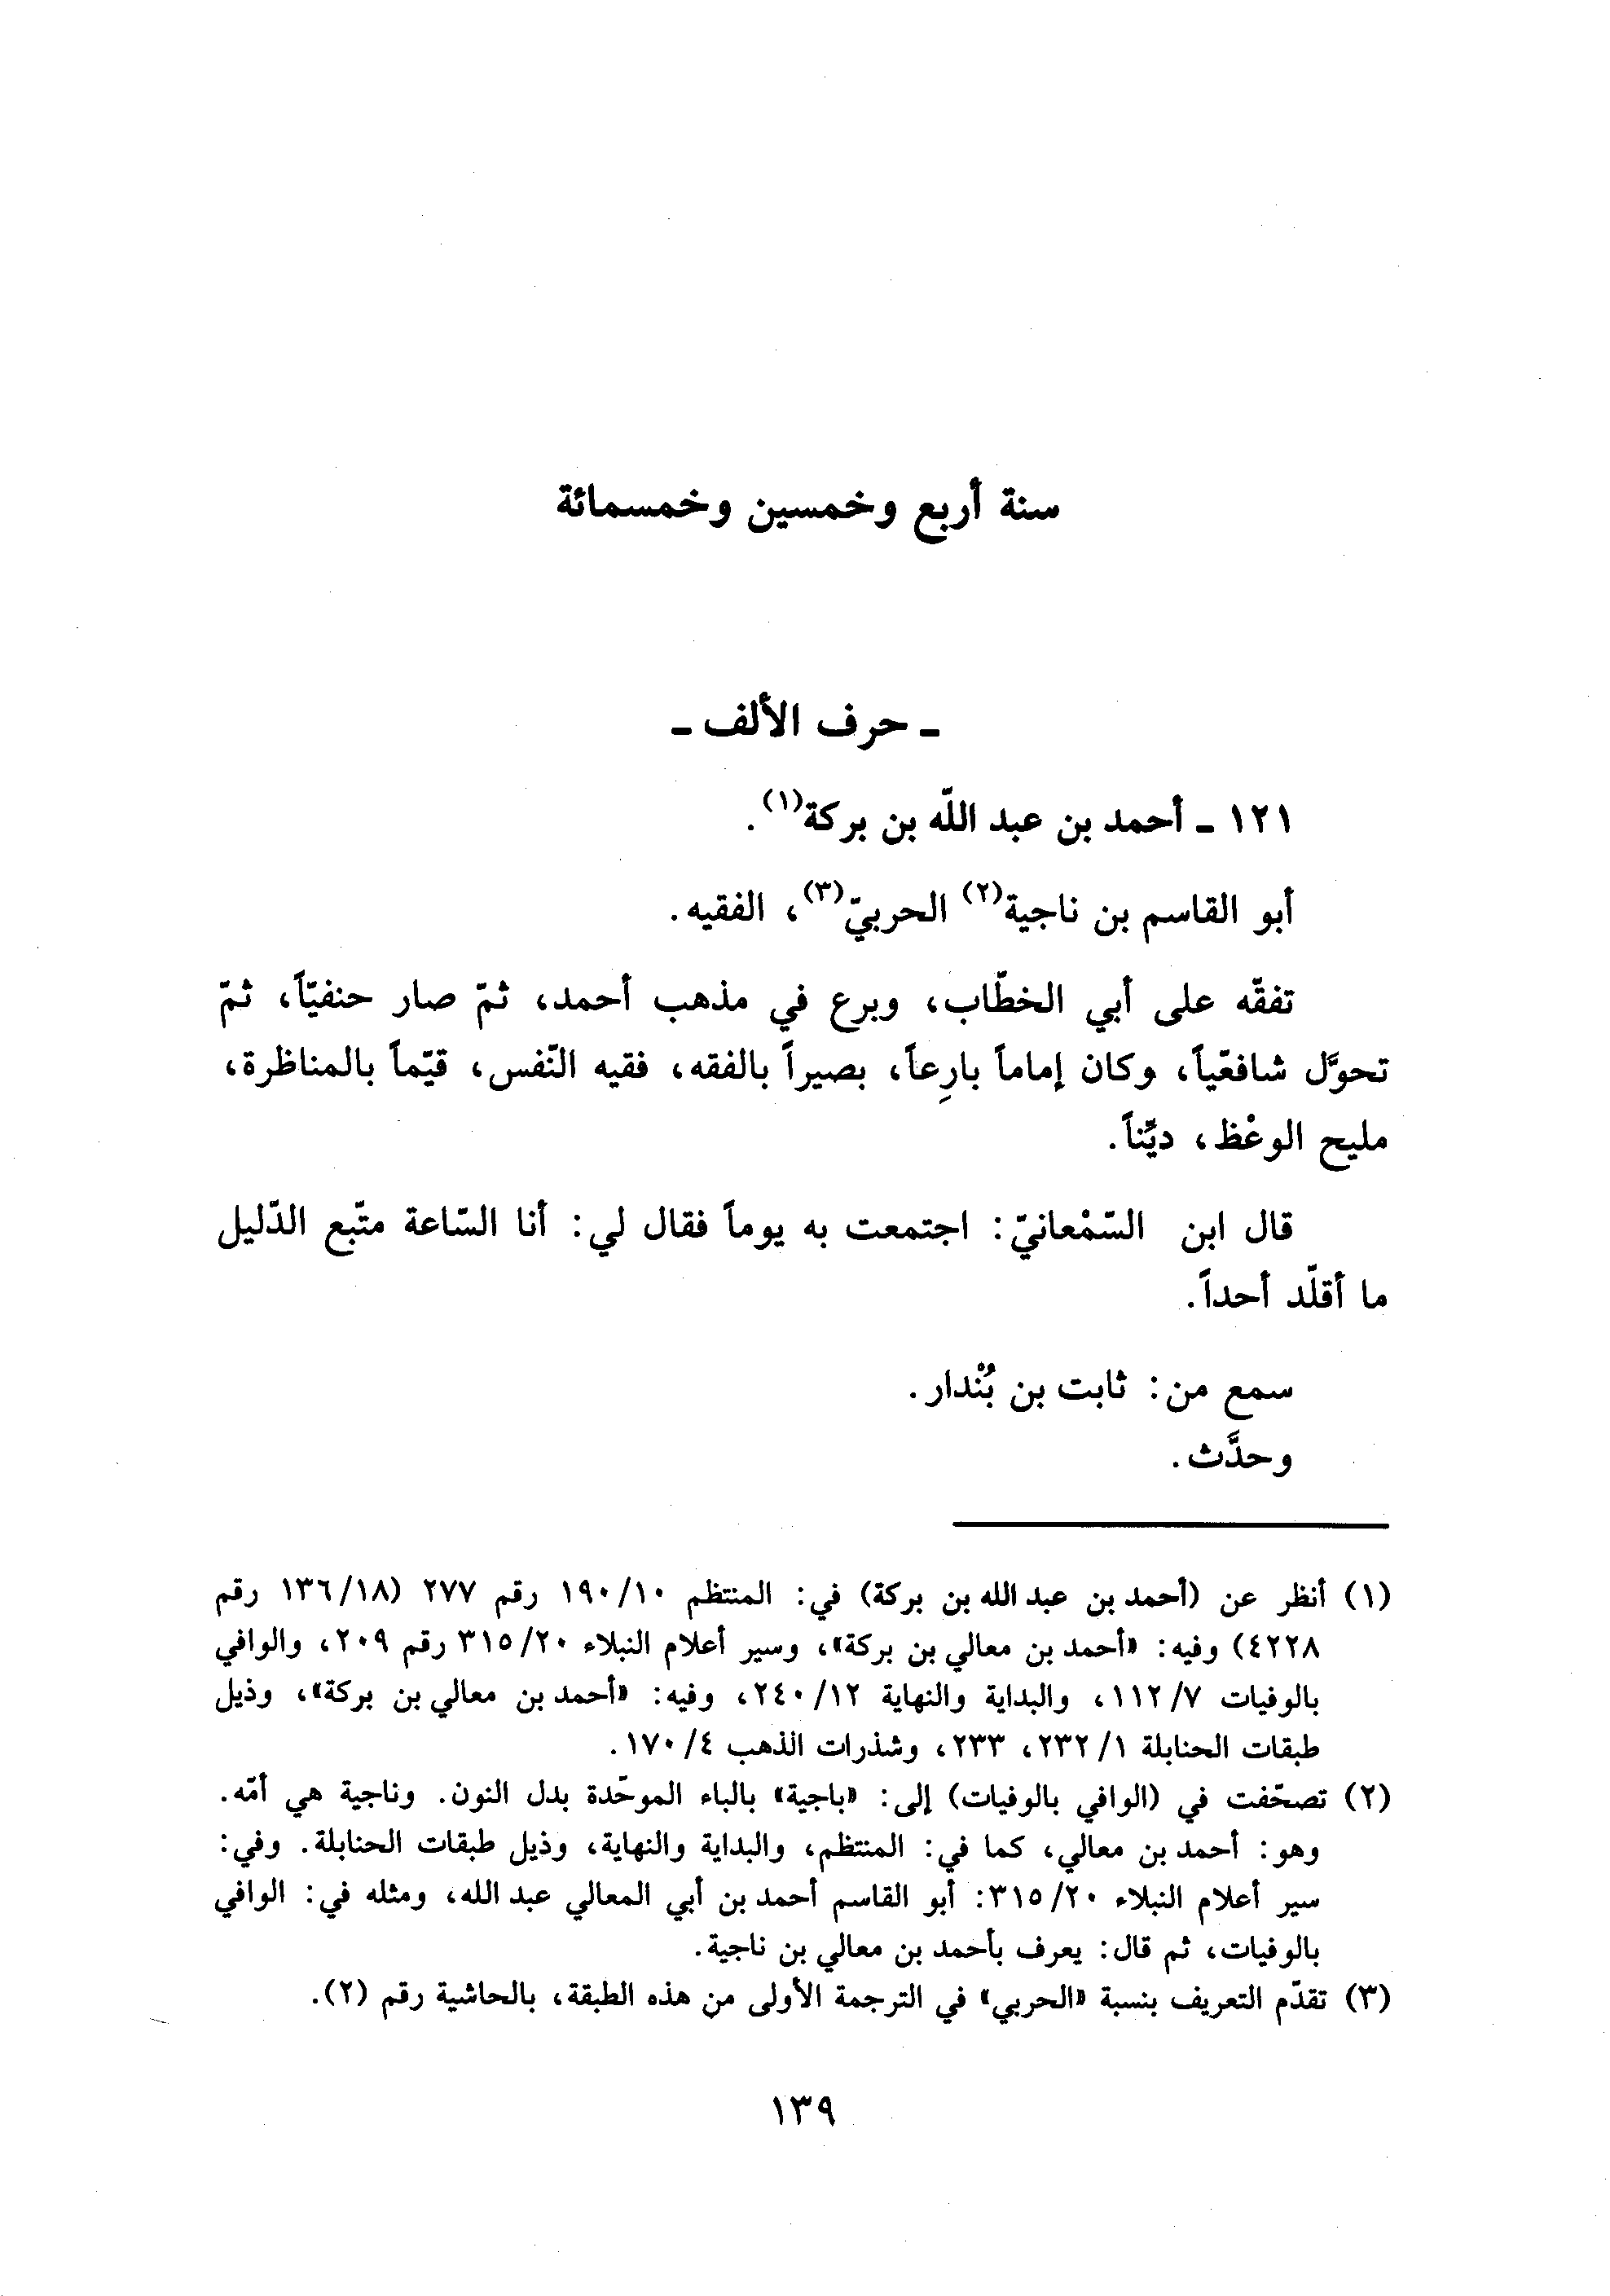 سنة أربع وخمسين وخمسمائة
ـ حرف الألف ـ
١٢١ ـ أحمد بن عبد اللّه بن بركة(١).
أبو القاسم بن ناجية(٢) الحربيّ(٣)، الفقيه.
تفقّه على أبي الخطّاب، وبرع في مذهب أحمد، ثمّ صار حنفيّاً، ثمّ
تحوَّل شافعّياً، وكان إماماً بارِعاً، بصيراً بالفقه، فقيه النّفس، قيّماً بالمناظرة،
مليح الوعْظ، ديِّناً.
قال ابن السّمْعانيّ: اجتمعت به يوماً فقال لي: أنا السّاعة متّبع الدّليل
ما أقلّد أحداً.
سمع من: ثابت بن بُنْدار.
وحدَّث.
(١) أنظر عن (أحمد بن عبد الله بن بركة) في: المنتظم ١٩٠/١٠ رقم ٢٧٧ (١٣٦/١٨ رقم
٤٢٢٨) وفيه: «أحمد بن معالي بن بركة»، وسير أعلام النبلاء ٣١٥/٢٠ رقم ٢٠٩، والوافي
بالوفيات ١١٢/٧، والبداية والنهاية ٢٤٠/١٢، وفيه: «أحمد بن معالي بن بركة»، وذيل
طبقات الحنابلة ٢٣٢/١، ٢٣٣، وشذرات الذهب ١٧٠/٤.
(٢) تصحّفت في (الوافي بالوفيات) إلى: «باجية» بالباء الموحّدة بدل النون. وناجية هي أمّه.
وهو: أحمد بن معالي، كما في: المنتظم، والبداية والنهاية، وذيل طبقات الحنابلة. وفي:
سير أعلام النبلاء ٣١٥/٢٠: أبو القاسم أحمد بن أبي المعالي عبد الله، ومثله في: الوافي
بالوفيات، ثم قال: يعرف بأحمد بن معالي بن ناجية.
(٣) تقدّم التعريف بنسبة «الحربي» في الترجمة الأولى من هذه الطبقة، بالحاشية رقم (٢).
١٣٩